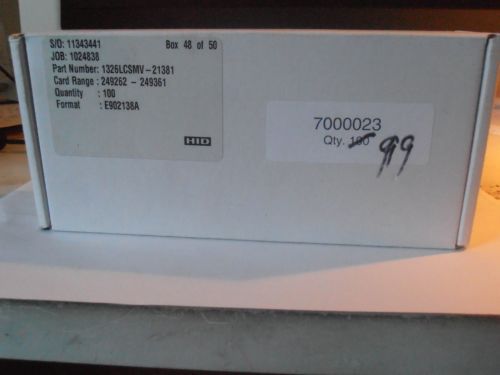 S/O: 11343441 Box 48 of 50
JOB: 1024838
Part Number: 1326LCSMV-21381
Card Range : 249262 - 249361
Quantity : 100
Format : E902138A
HID
7000023
Qty. 100 99